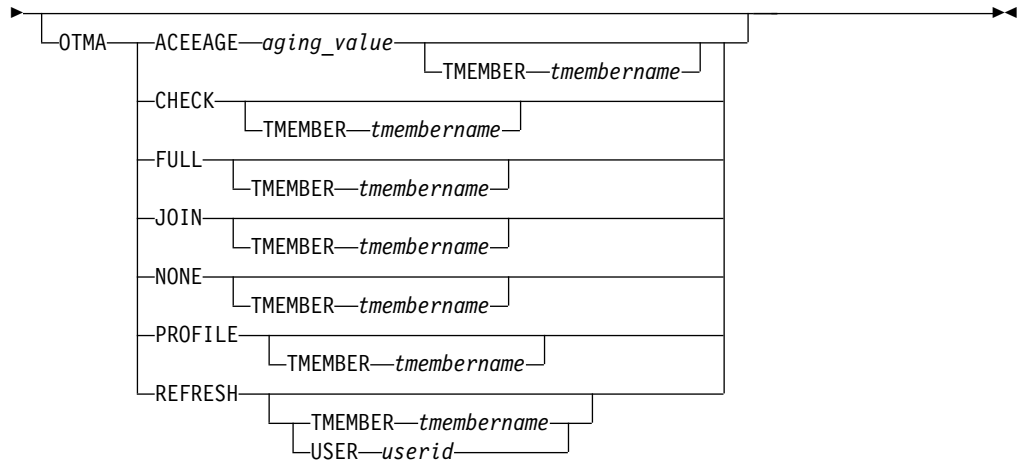 OTMA ACEEAGE aging_value
TMEMBER tmembername
CHECK
TMEMBER tmembername
FULL
TMEMBER tmembername
JOIN
TMEMBER tmembername
NONE
TMEMBER tmembername
PROFILE
TMEMBER tmembername
REFRESH
TMEMBER tmembername
USER userid